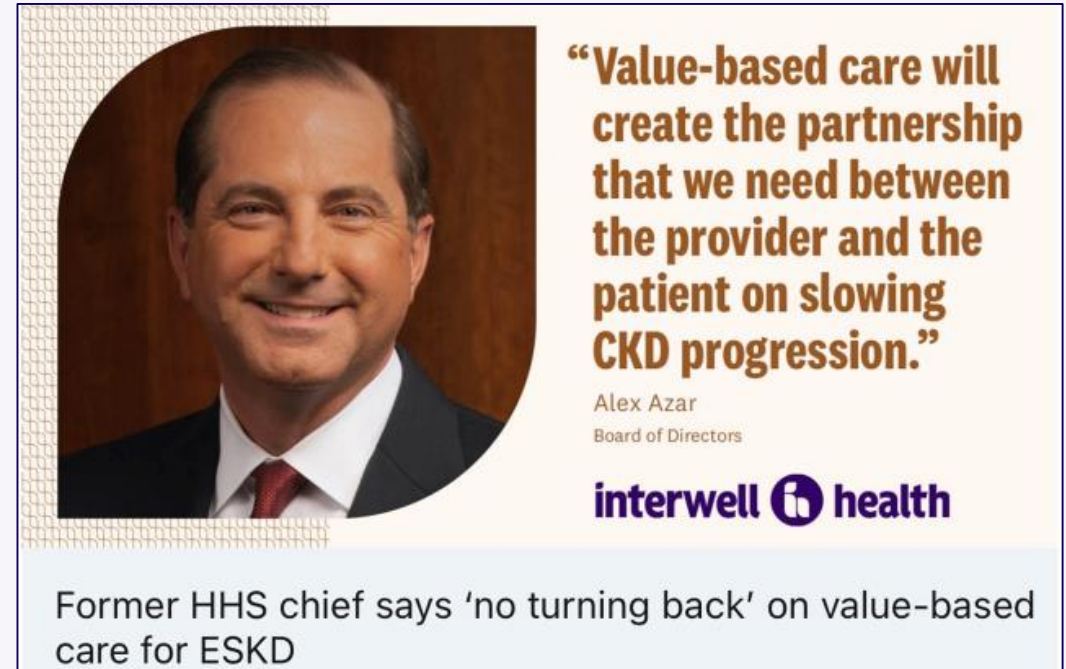 “Value-based care will
create the partnership
that we need between
the provider and the
patient on slowing
CKD progression.”
Alex Azar
Board of Directors
interwell health
Former HHS chief says ‘no turning back’ on value-based
care for ESKD